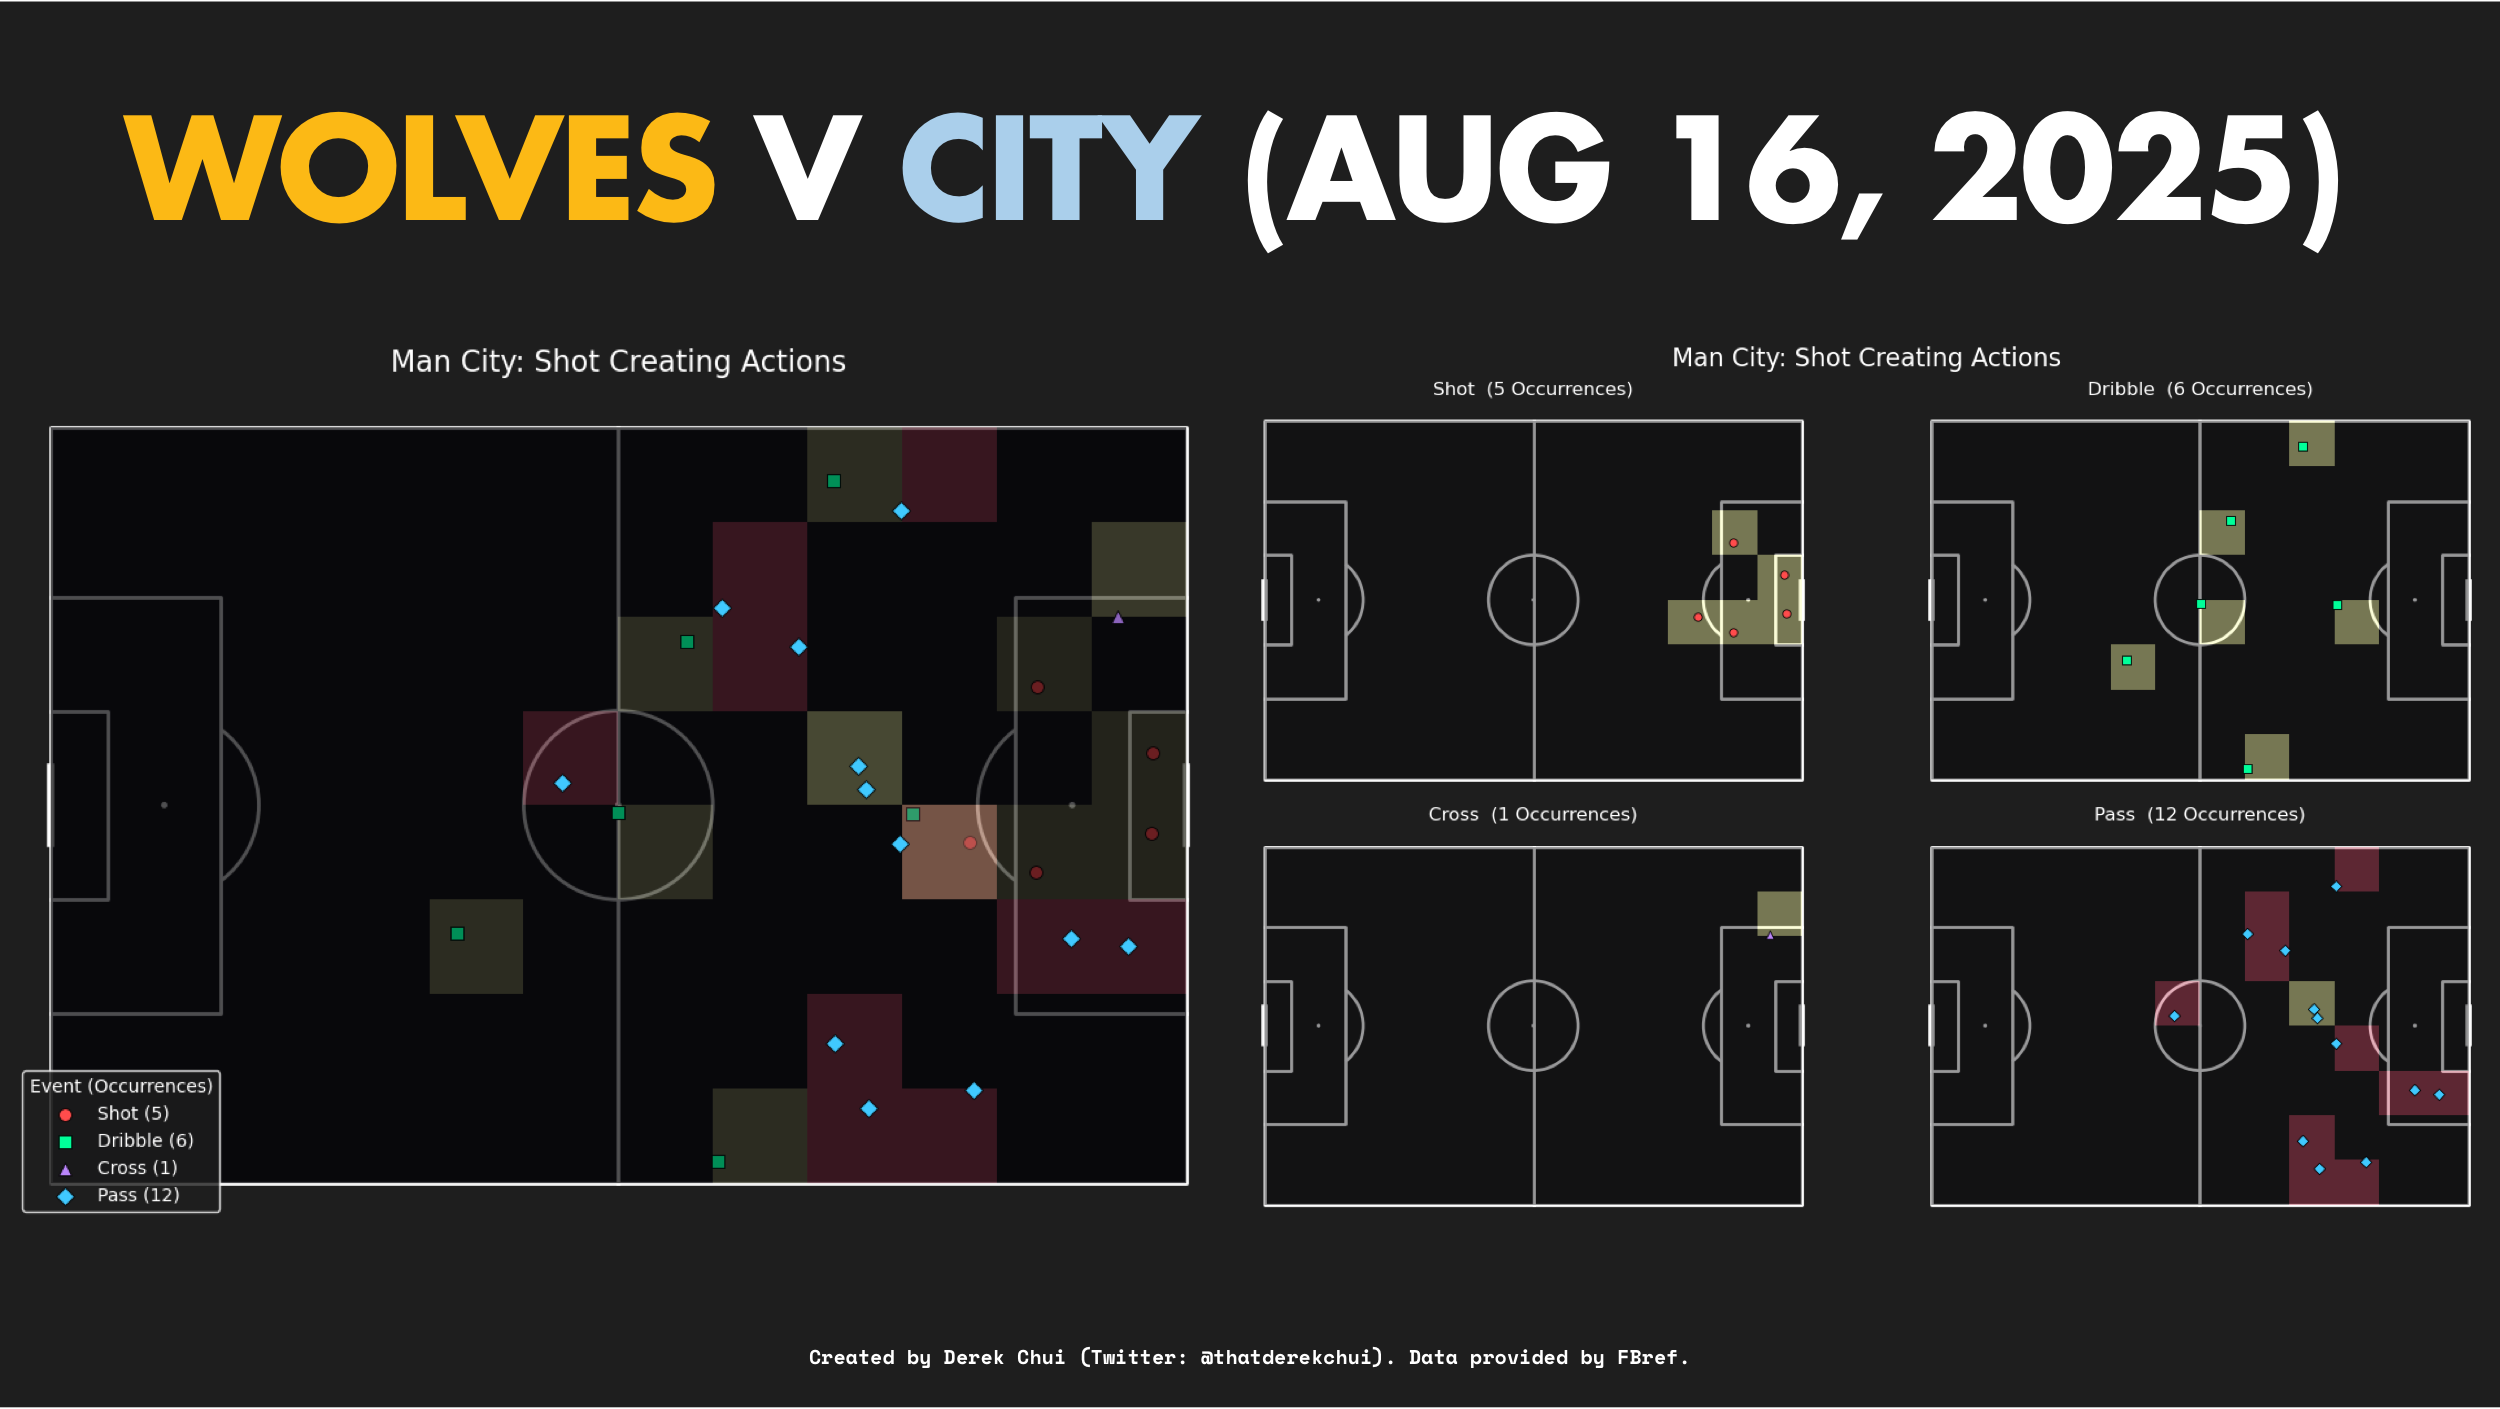 WOLVES V CITY (AUG 16, 2025)
Man City: Shot Creating Actions
Event (Occurrences)
Shot (5)
Dribble (6)
Cross (1)
Pass (12)
Man City: Shot Creating Actions
Shot (5 Occurrences)
Dribble (6 Occurrences)
Cross (1 Occurrences)
Pass (12 Occurrences)
Created by Derek Chui (Twitter: @thatderekchui). Data provided by FBref.